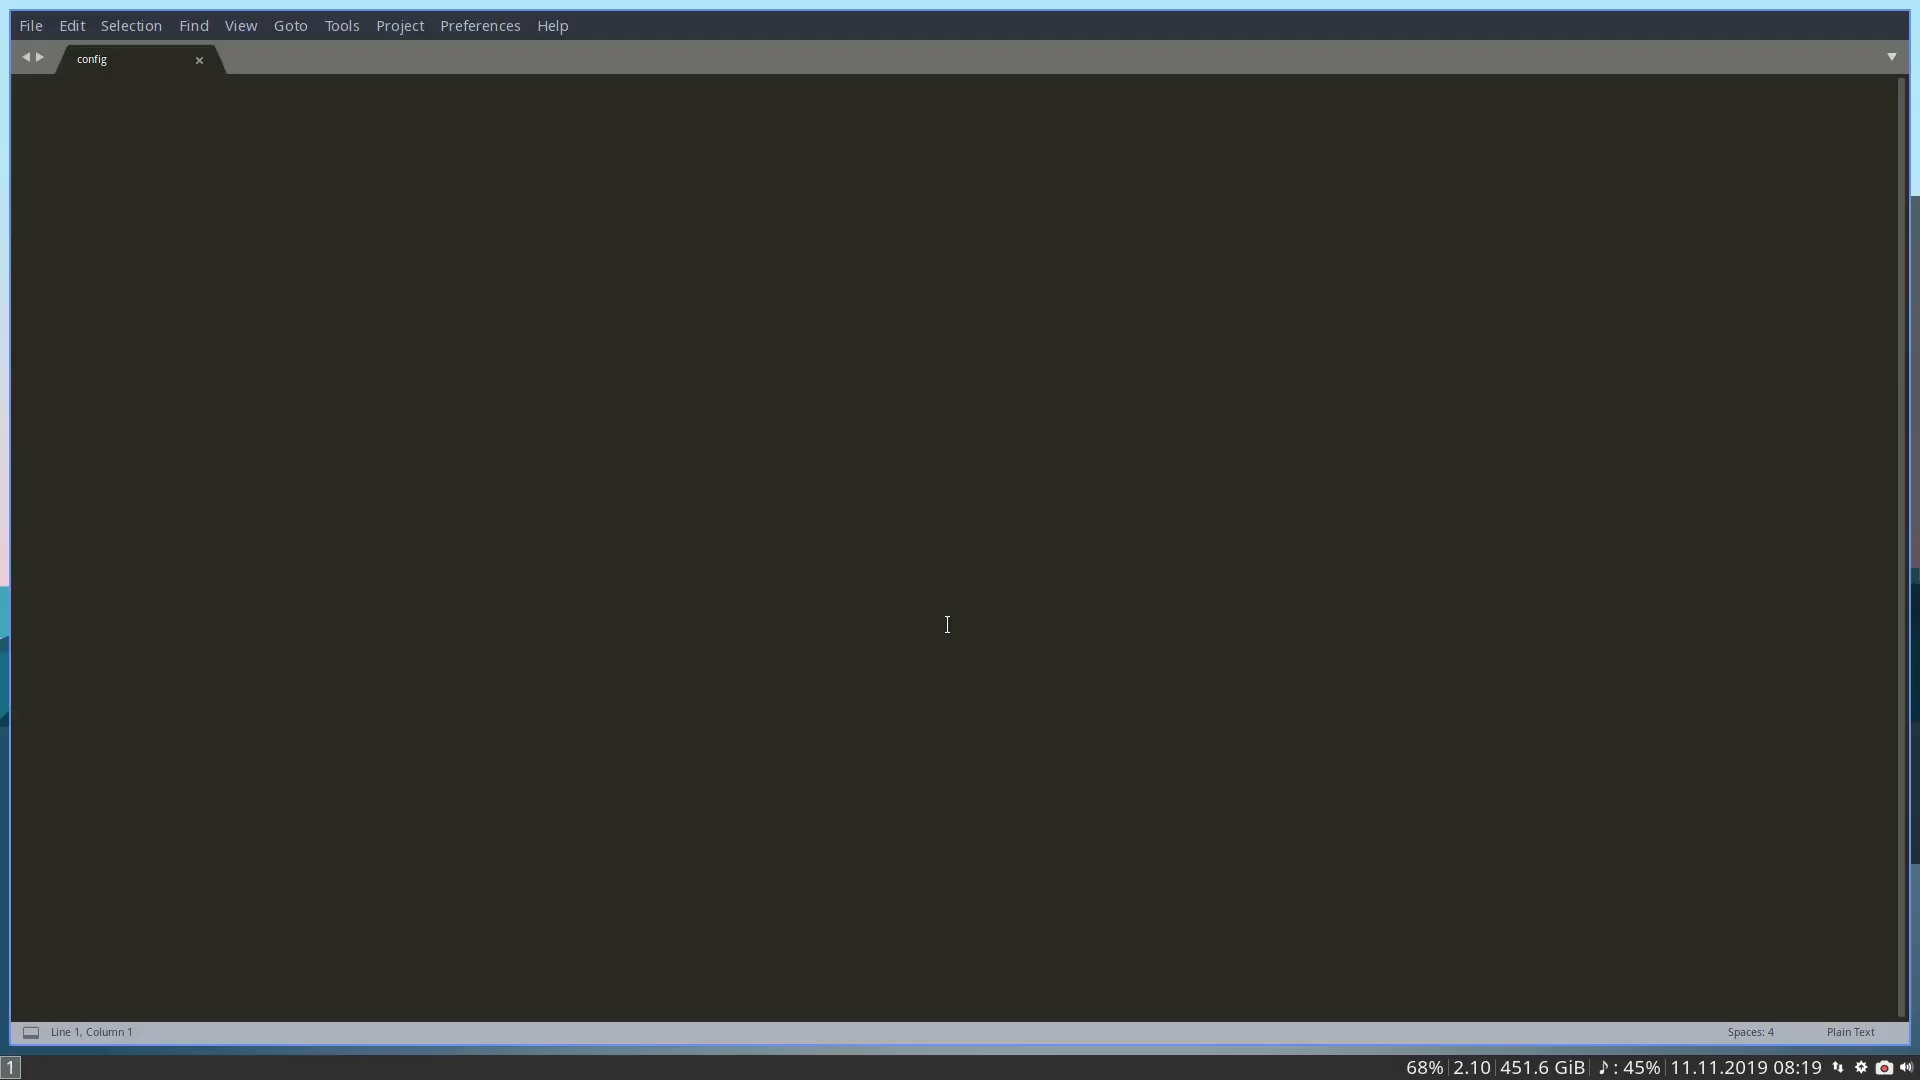 File Edit Selection Find View Goto Tools Project Preferences Help
config
Line 1, Column 1 Spaces: 4 Plain Text
1 68% 2.10 451.6 GiB ♪: 45% 11.11.2019 08:19